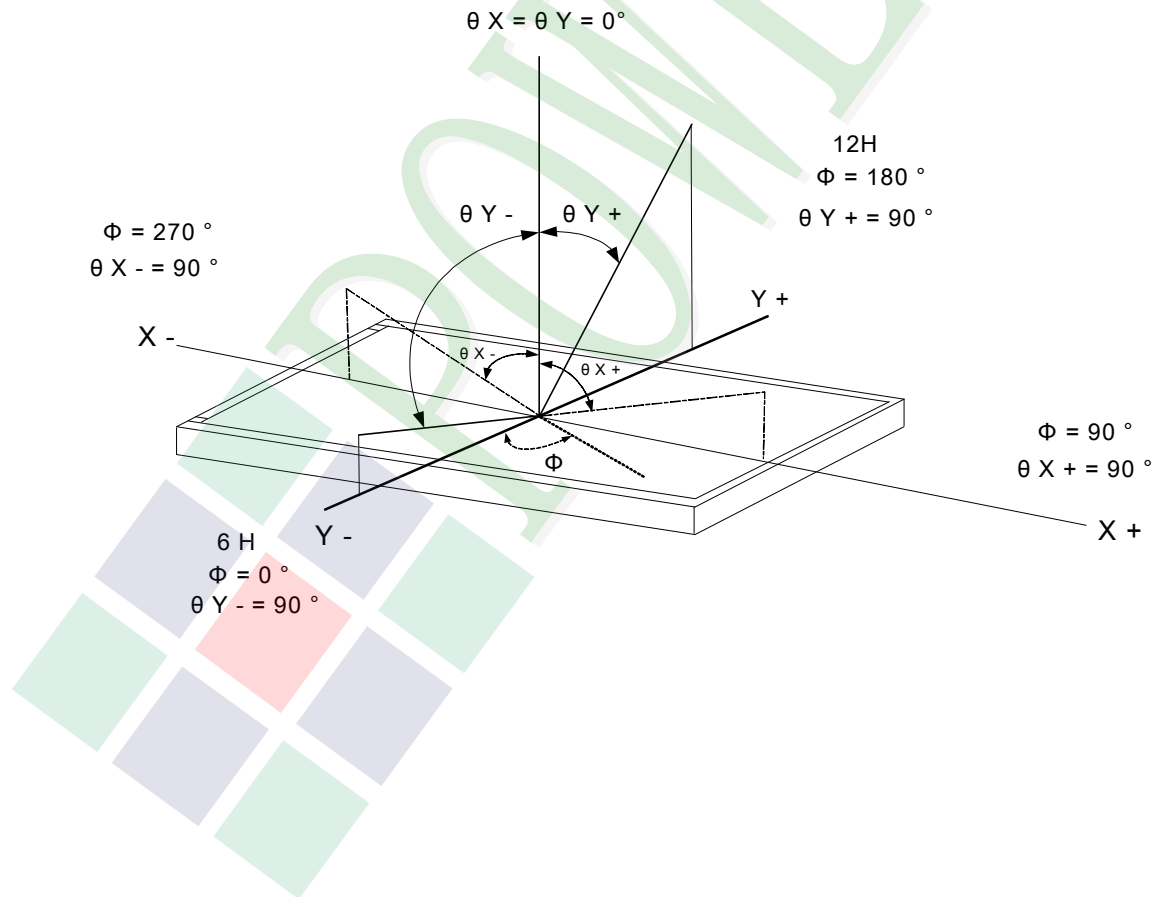 θ X = θ Y = 0°
12H
Φ = 180 °
θ Y + = 90 °
θ Y -
θ Y +
Φ = 270 °
θ X - = 90 °
Y +
X -
θ X -
θ X +
Φ = 90 °
θ X + = 90 °
Φ
X +
Y -
6 H
Φ = 0 °
θ Y - = 90 °